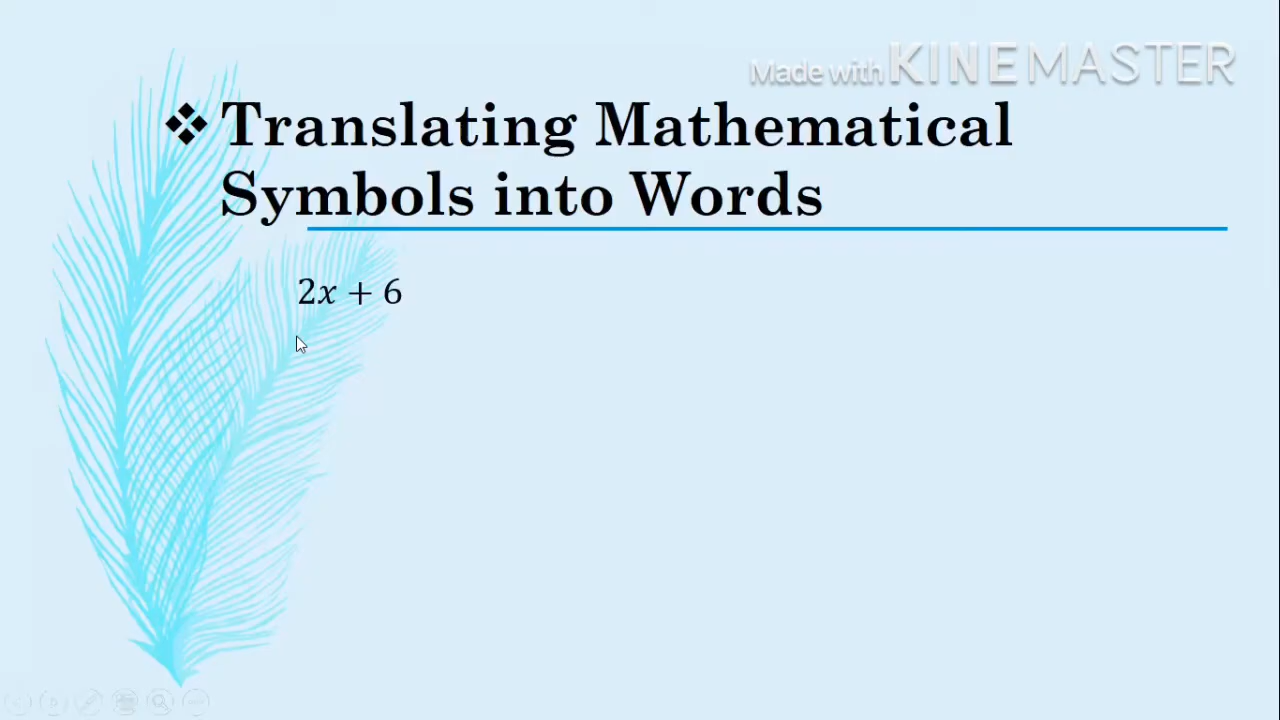 Made with KINEMASTER
❖ Translating Mathematical
Symbols into Words
2x + 6